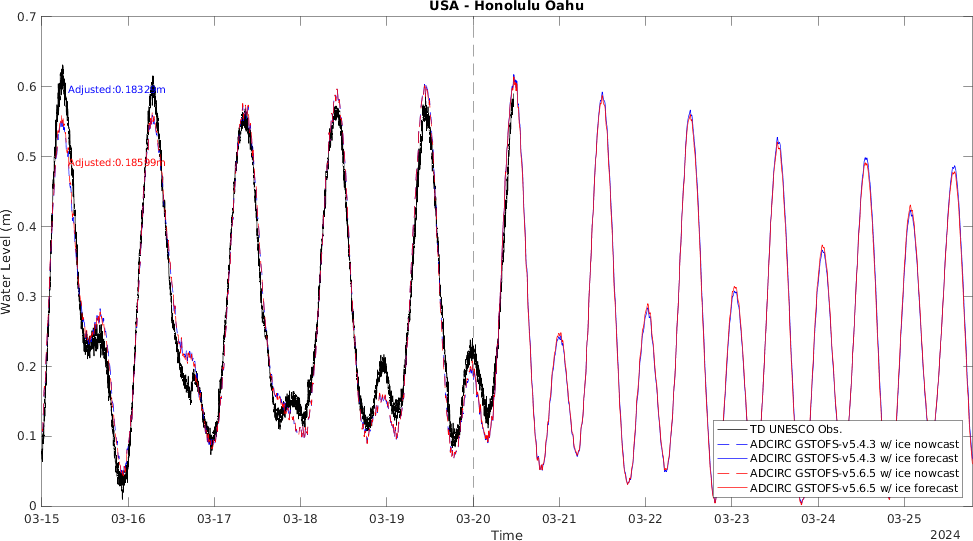 USA - Honolulu Oahu
0.7
0.6
0.5
0.4
0.3
0.2
0.1
0
Water Level (m)
Adjusted:0.1832 m
Adjusted:0.18599m
TD UNESCO Obs.
ADCIRC GSTOFS-v5.4.3 w/ ice nowcast
ADCIRC GSTOFS-v5.4.3 w/ ice forecast
ADCIRC GSTOFS-v5.6.5 w/ ice nowcast
ADCIRC GSTOFS-v5.6.5 w/ ice forecast
03-15 03-16 03-17 03-18 03-19 03-20 03-21 03-22 03-23 03-24 03-25
Time
2024